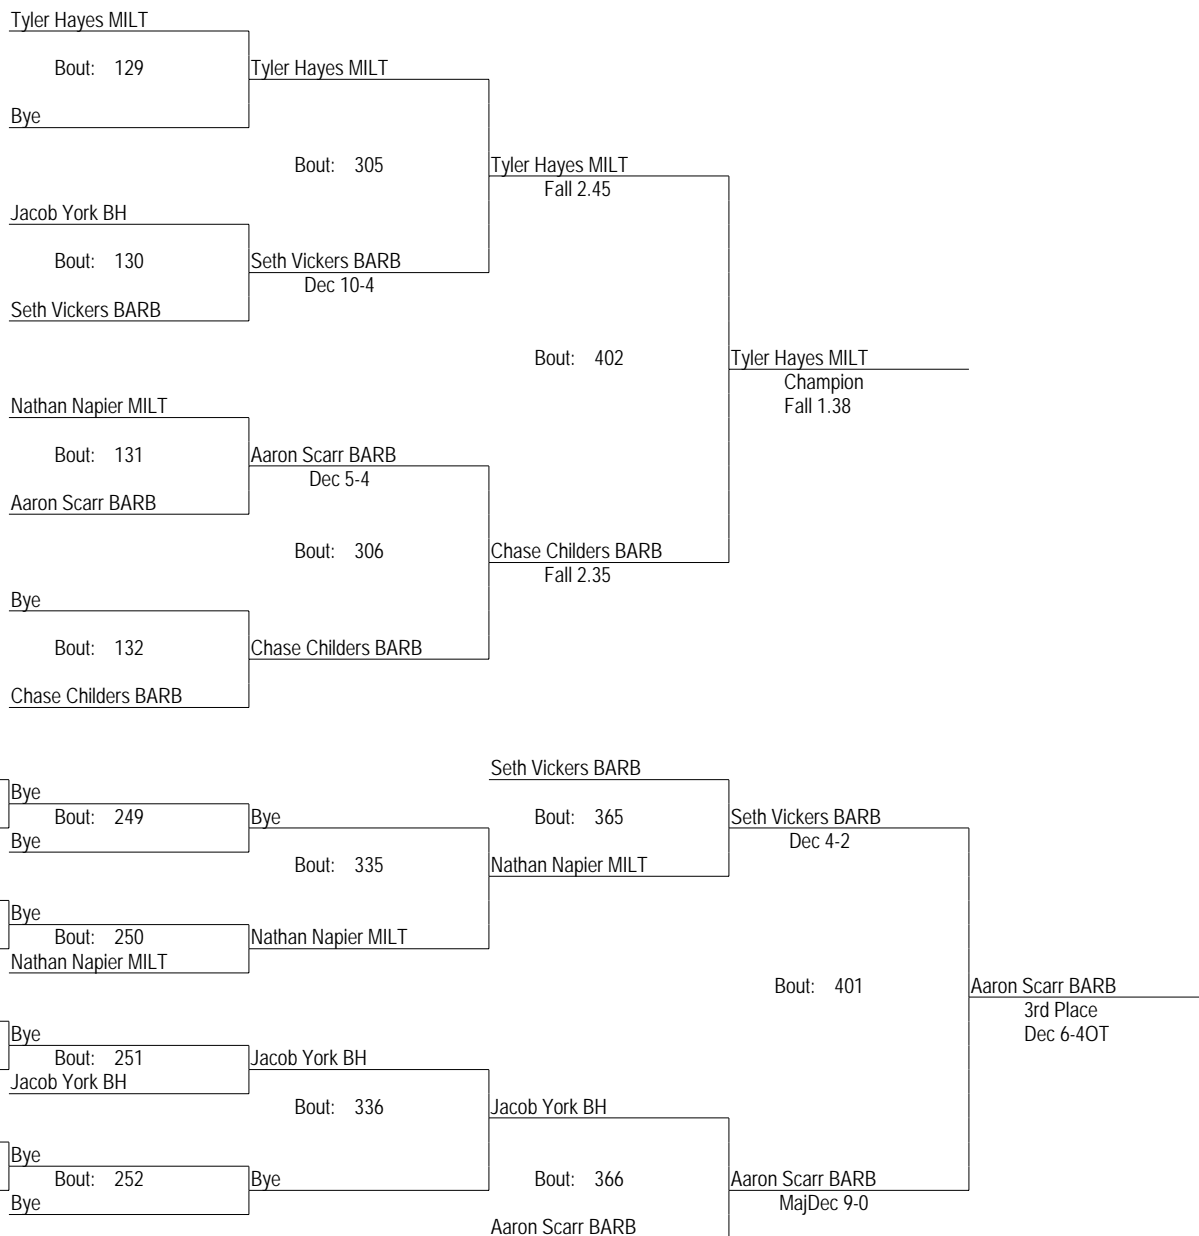 Tyler Hayes MILT
Bout: 129
Tyler Hayes MILT
Bye
Bout: 305
Tyler Hayes MILT
Fall 2.45
Jacob York BH
Bout: 130
Seth Vickers BARB
Dec 10-4
Seth Vickers BARB
Bout: 402
Tyler Hayes MILT
Champion
Fall 1.38
Nathan Napier MILT
Bout: 131
Aaron Scarr BARB
Dec 5-4
Aaron Scarr BARB
Bout: 306
Chase Childers BARB
Fall 2.35
Bye
Bout: 132
Chase Childers BARB
Chase Childers BARB
Seth Vickers BARB
Bye
Bout: 249
Bye
Bout: 365
Seth Vickers BARB
Dec 4-2
Bye
Bout: 335
Nathan Napier MILT
Bye
Bout: 250
Nathan Napier MILT
Nathan Napier MILT
Bout: 401
Aaron Scarr BARB
3rd Place
Dec 6-4OT
Bye
Bout: 251
Jacob York BH
Jacob York BH
Bout: 336
Jacob York BH
Bye
Bout: 252
Bye
Bout: 366
Aaron Scarr BARB
MajDec 9-0
Bye
Aaron Scarr BARB